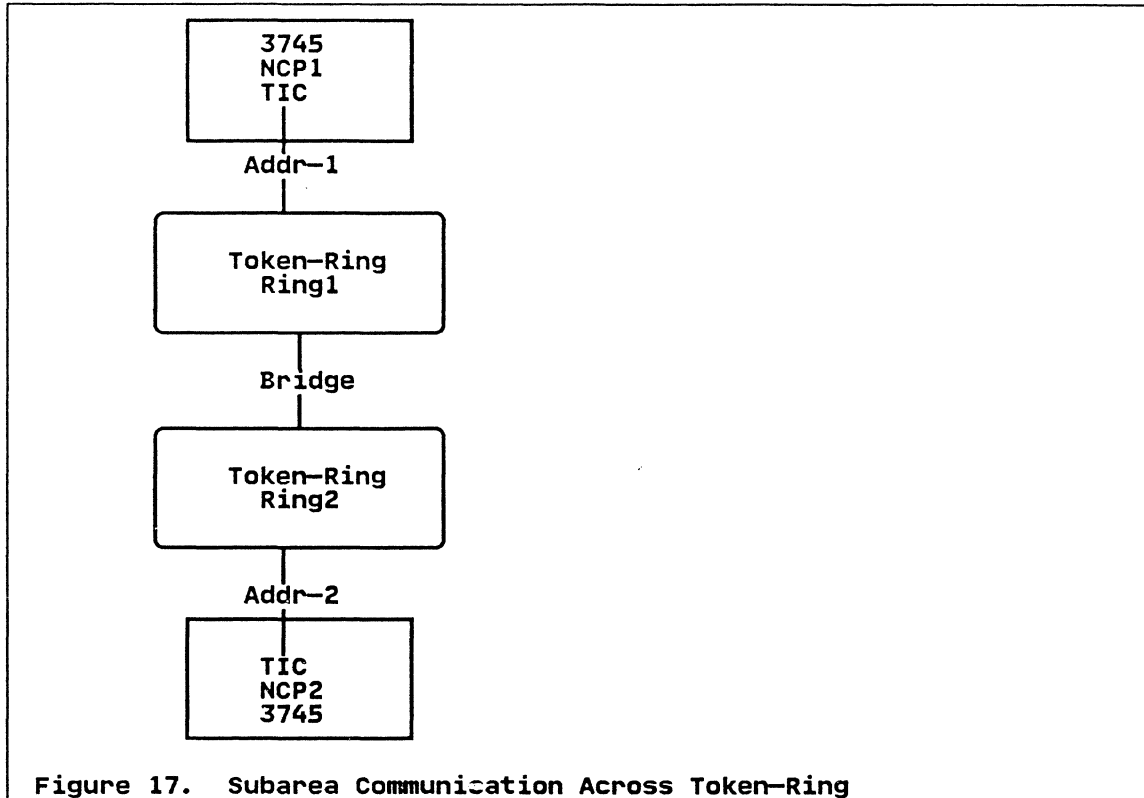 3745
NCP1
TIC
Addr—1
Token—Ring
Ring1
Bridge
Token—Ring
Ring2
Addr—2
TIC
NCP2
3745
Figure 17. Subarea Communication Across Token—Ring